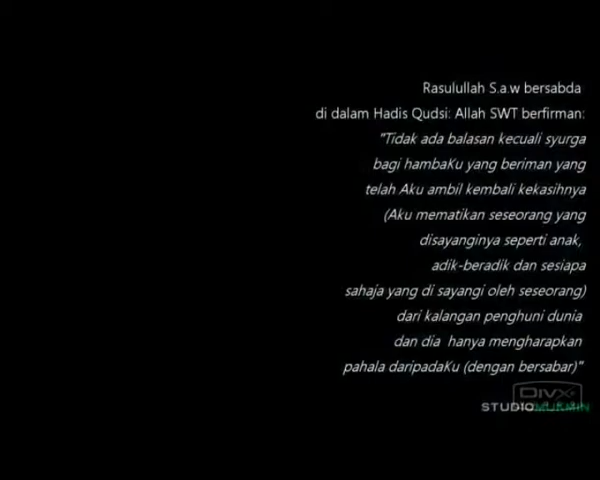 Rasulullah S.a.w bersabda
di dalam Hadis Qudsi: Allah SWT berfirman:
"Tidak ada balasan kecuali syurga
bagi hambaKu yang beriman yang
telah Aku ambil kembali kekasihnya
(Aku mematikan seseorang yang
disayanginya seperti anak,
adik-beradik dan sesiapa
sahaja yang di sayangi oleh seseorang)
dari kalangan penghuni dunia
dan dia hanya mengharapkan
pahala daripadaKu (dengan bersabar)"
DIVX
STUDIOMUKMIN